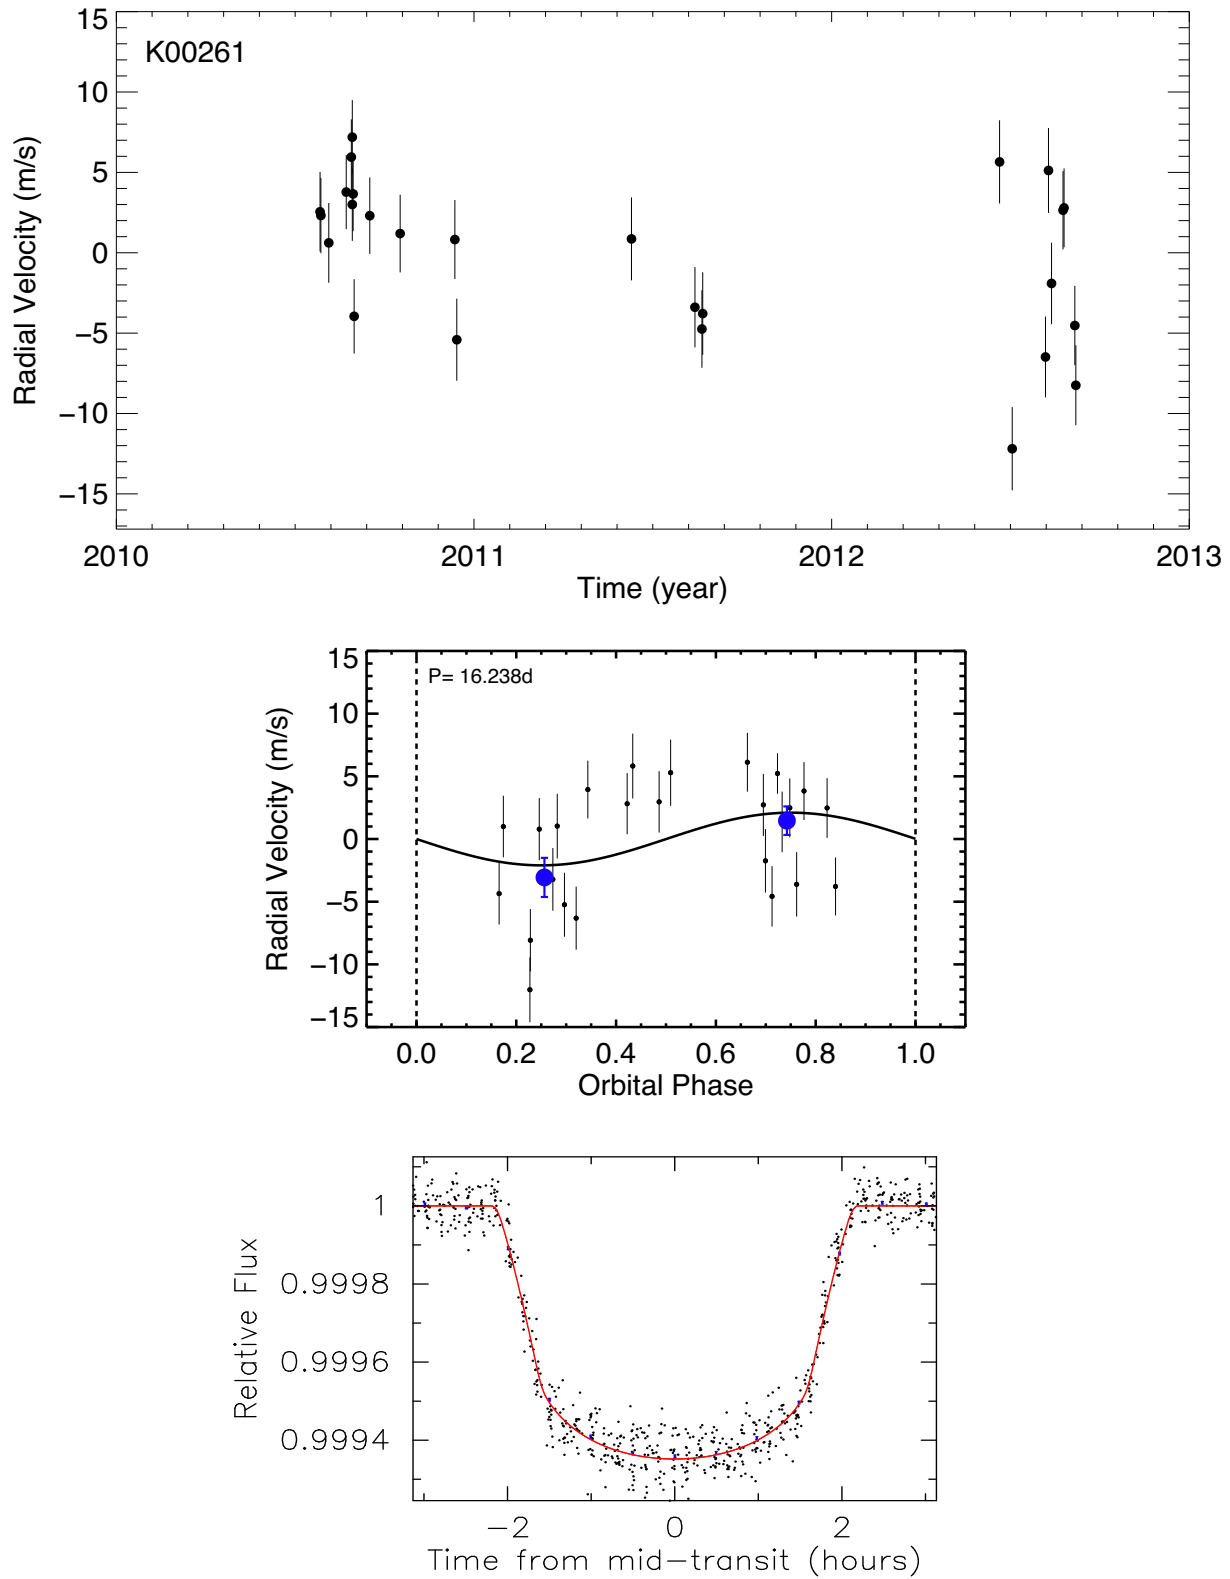 15
K00261
10
5
0
−5
−10
−15
Radial Velocity (m/s)
2010 2011 2012 2013
Time (year)
15
P= 16.238d
10
5
0
−5
−10
−15
Radial Velocity (m/s)
0.0 0.2 0.4 0.6 0.8 1.0
Orbital Phase
1
0.9998
0.9996
0.9994
Relative Flux
−2 0 2
Time from mid−transit (hours)